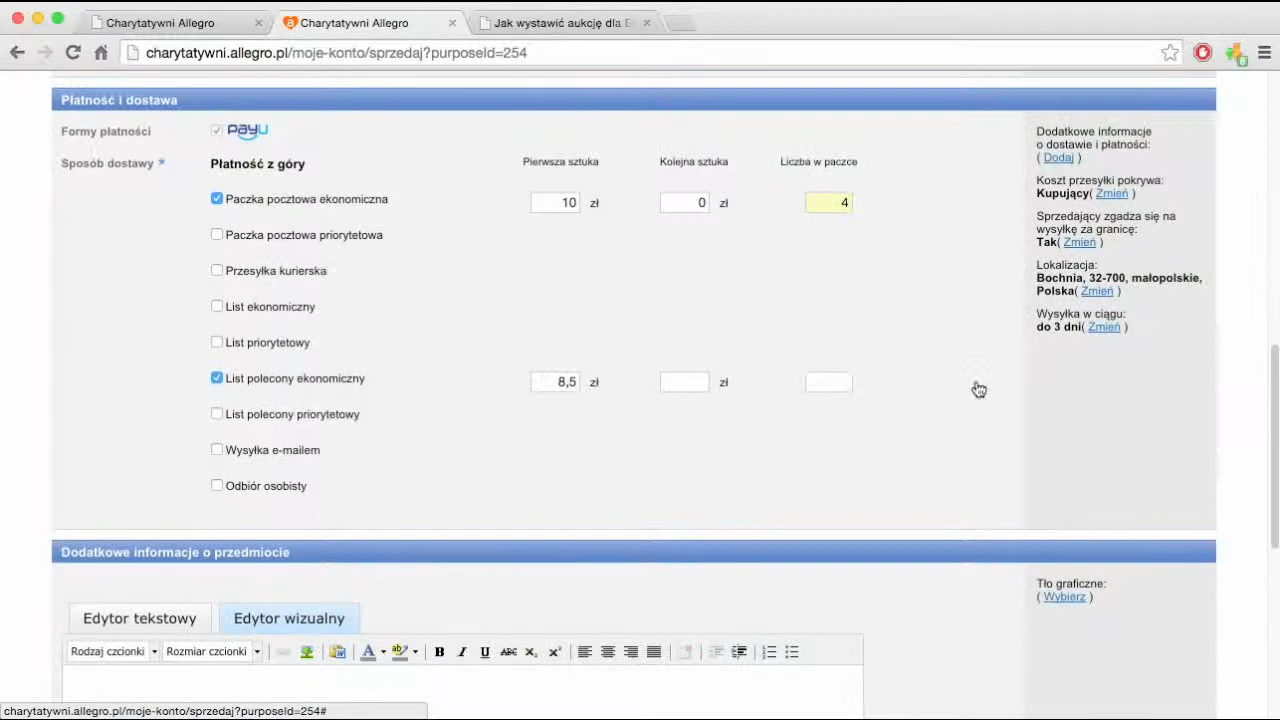 Charytatywni Allegro
Charytatywni Allegro
Jak wystawić aukcję dla
charytatywni.allegro.pl/moje-konto/sprzedaj?purposeId=254
Płatność i dostawa
Formy płatności
PayU
Sposób dostawy *
Płatność z góry
Pierwsza sztuka
Kolejna sztuka
Liczba w paczce
Paczka pocztowa ekonomiczna
10 zł
0 zł
4
Paczka pocztowa priorytetowa
Przesyłka kurierska
List ekonomiczny
List priorytetowy
List polecony ekonomiczny
8,5 zł
zł
List polecony priorytetowy
Wysyłka e-mailem
Odbiór osobisty
Dodatkowe informacje
o dostawie i płatności:
( Dodaj )
Koszt przesyłki pokrywa:
Kupujący( Zmień )
Sprzedający zgadza się na
wysyłkę za granicę:
Tak( Zmień )
Lokalizacja:
Bochnia, 32-700, małopolskie,
Polska( Zmień )
Wysyłka w ciągu:
do 3 dni( Zmień )
Dodatkowe informacje o przedmiocie
Edytor tekstowy
Edytor wizualny
Rodzaj czcionki
Rozmiar czcionki
A
ab
B
I
U
ABC
x₂
x²
Tło graficzne:
( Wybierz )
charytatywni.allegro.pl/moje-konto/sprzedaj?purposeId=254#